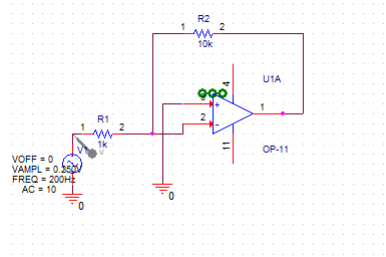 R2
1 2
10k
4
U1A
3
+
1
2
-
11
OP-11
R1
1 2
1k
V
VOFF = 0
VAMPL = 0.250V
FREQ = 200Hz
AC = 10
0
0